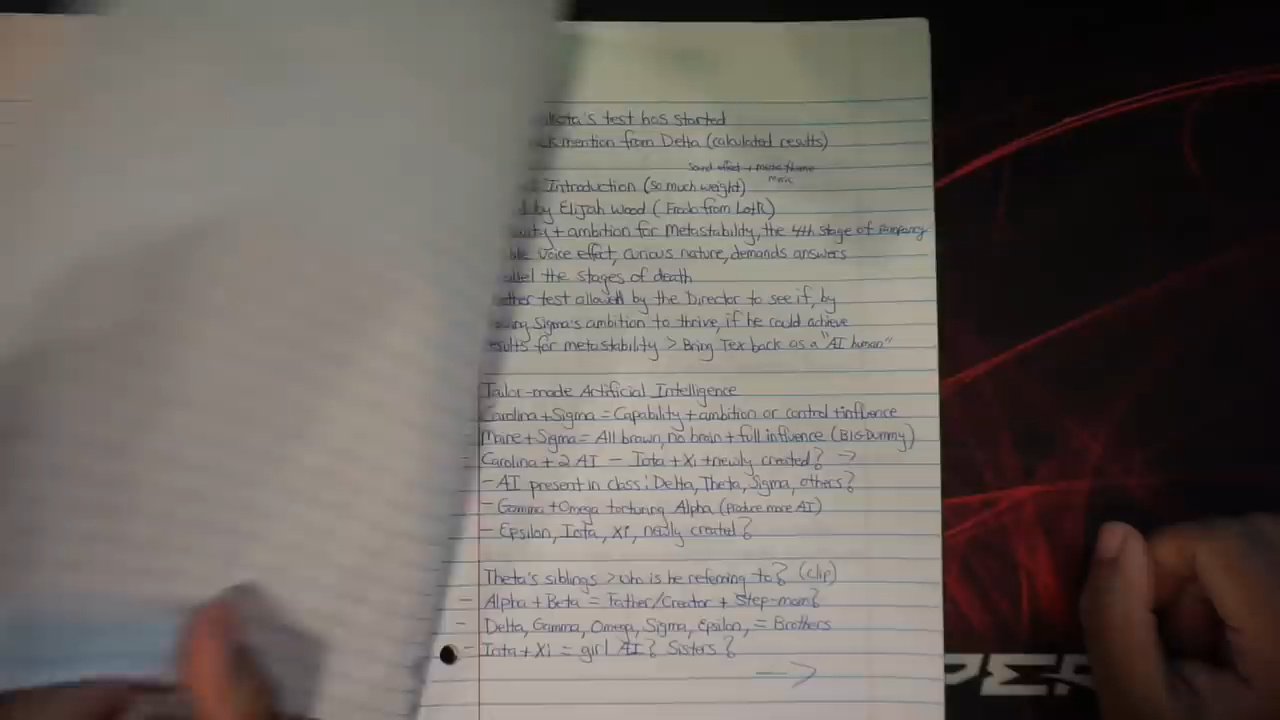 test has started
mention from Delta (calculated results)
Sound effect + theme
music
Introduction (so much weight)
by Elijah Wood (Frodo from LotR)
+ ambition for metastability, the 4th stage of
voice effect, curious nature, demands answers
the stages of death
test allowed by the Director to see if, by
Sigma's ambition to thrive, if he could achieve
for metastability > Bring Tex back as a "AI human"
Tailor-made Artificial Intelligence
Carolina + Sigma = Capability + ambition or control + influence
- Maine + Sigma = All brawn, no brain + full influence (BIG Dummy)
- Carolina + 2 AI - Iota + Xi + newly created? ->
- AI present in class: Delta, Theta, Sigma, others?
- Gamma + Omega torturing Alpha (Produce more AI)
- Epsilon, Iota, Xi, newly created?
Theta's siblings > who is he referring to? (clip)
- Alpha + Beta = Father/Creator + Step-mom?
- Delta, Gamma, Omega, Sigma, Epsilon, = Brothers
- Iota + Xi = girl AI? Sisters?
->